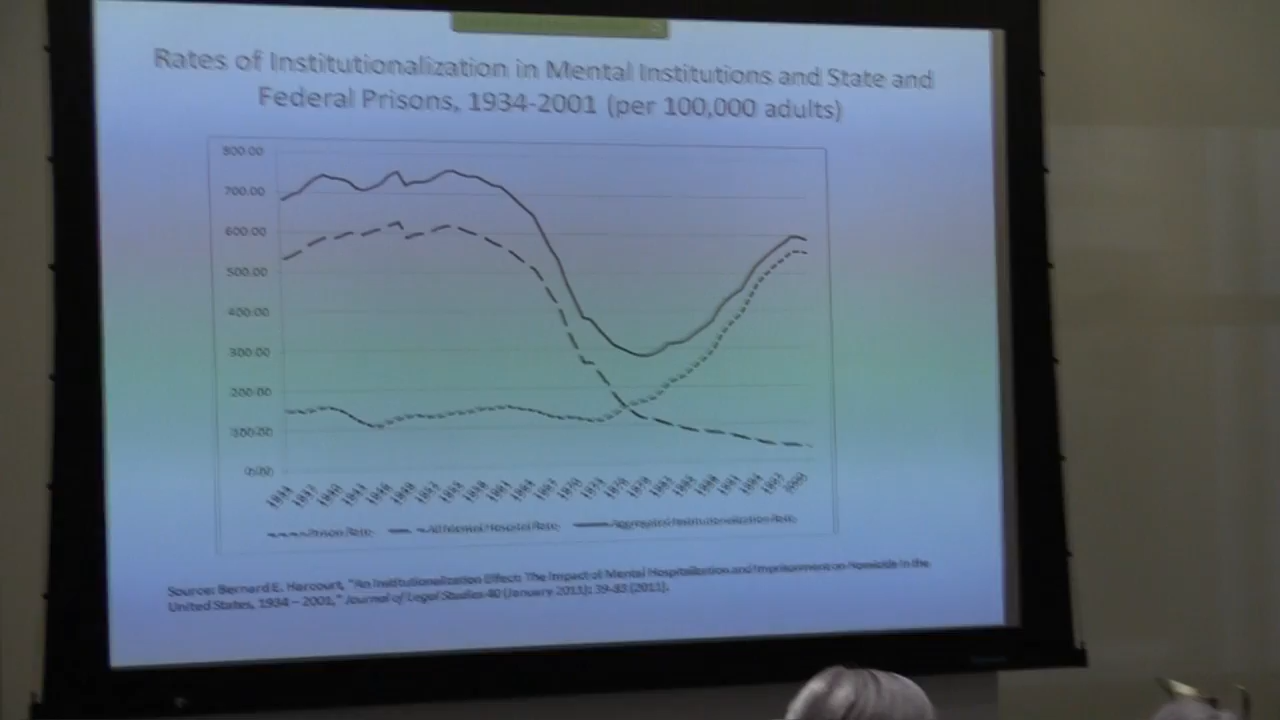 Rates of Institutionalization in Mental Institutions and State and
Federal Prisons, 1934-2001 (per 100,000 adults)
800.00
700.00
600.00
500.00
400.00
300.00
200.00
100.00
0.00
1934 1937 1940 1943 1946 1949 1952 1955 1958 1961 1964 1967 1970 1973 1976 1979 1982 1985 1988 1991 1994 1997 2000
Prison Rate All Mental Hospital Rate Aggregated Institutionalization Rate
Source: Bernard E. Harcourt, "An Institutionalization Effect: The Impact of Mental Hospitalization and Imprisonment on Homicide in the
United States, 1934 – 2001," Journal of Legal Studies 40 (January 2011): 39-83 (2011).